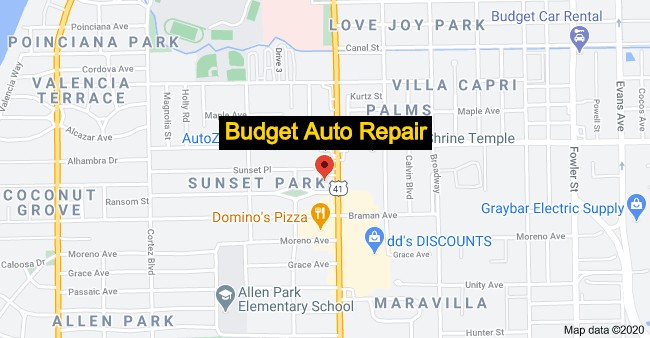 Poinciana Ave
LOVE JOY PARK
Budget Car Rental
POINCIANA PARK
Canal St
Valencia Way
Cordova Ave
Drive 3
VALENCIA
TERRACE
Holly Rd
Magnolia St
Kurtz St
VILLA CAPRI
PALMS
Maple Ave
Maple Ave
Powell St
Evans Ave
Cocos Ave
Alcazar Ave
AutoZ
Budget Auto Repair
hrine Temple
Alhambra Dr
Sunset Pl
Calvin Blvd
Broadway
Fowler St
SUNSET PARK
41
COCONUT
GROVE
Ransom St
Domino's Pizza
Braman Ave
Graybar Electric Supply
Moreno Ave
dd's DISCOUNTS
Moreno Ave
Cortez Blvd
Caloosa Dr
Grace Ave
Grace Ave
Grace Ave
Passaic Ave
Allen Park
Elementary School
Unity Ave
MARAVILLA
ALLEN PARK
Hunter St
Map data ©2020